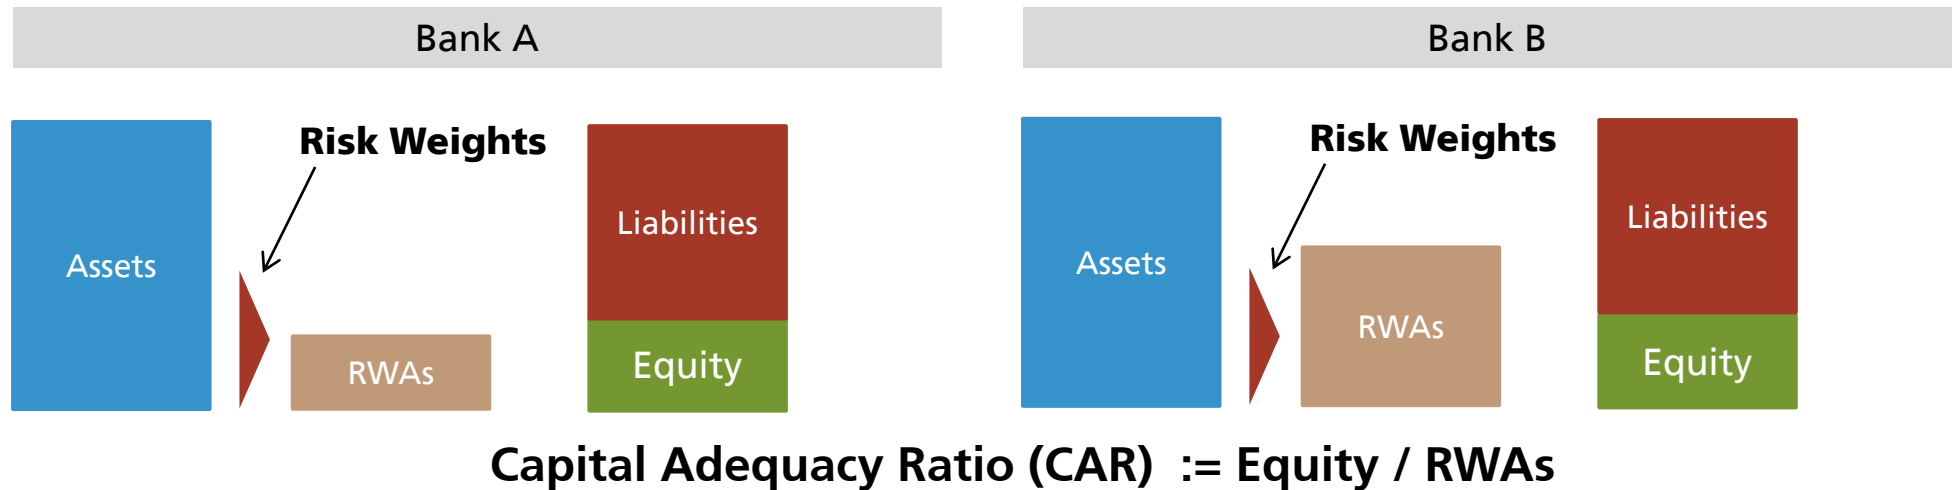 Bank A
Bank B
Risk Weights
Assets
RWAs
Liabilities
Equity
Risk Weights
Assets
RWAs
Liabilities
Equity
Capital Adequacy Ratio (CAR) := Equity / RWAs